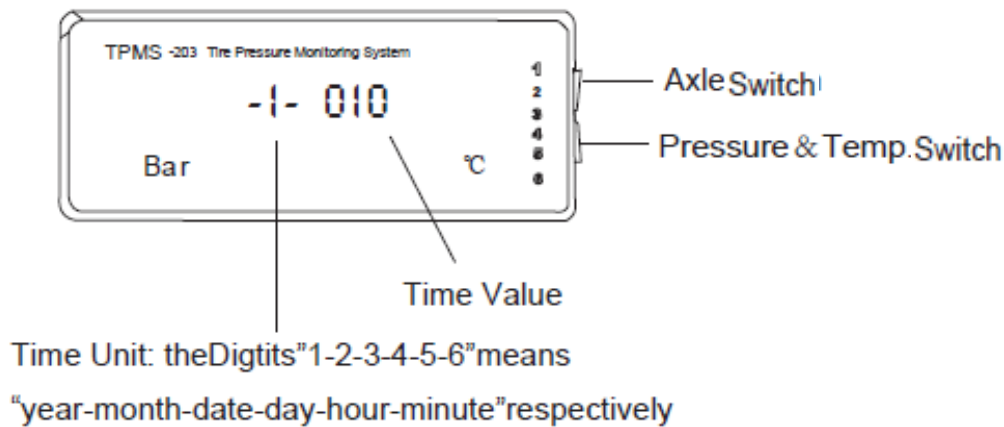 TPMS -203 Tire Pressure Monitoring System
-1- 010
Bar
℃
1
2
3
4
5
6
Axle Switch
Pressure & Temp. Switch
Time Value
Time Unit: theDigtits”1-2-3-4-5-6”means
“year-month-date-day-hour-minute”respectively